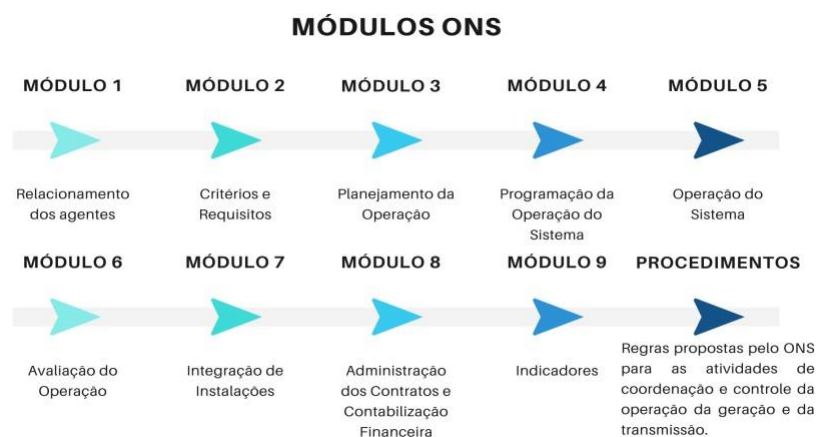 MÓDULOS ONS
MÓDULO 1
MÓDULO 2
MÓDULO 3
MÓDULO 4
MÓDULO 5
Relacionamento
dos agentes
Critérios e
Requisitos
Planejamento da
Operação
Programação da
Operação do
Sistema
Operação do
Sistema
MÓDULO 6
MÓDULO 7
MÓDULO 8
MÓDULO 9
PROCEDIMENTOS
Avaliação do
Operação
Integração de
Instalações
Administração
dos Contratos e
Contabilização
Financeira
Indicadores
Regras propostas pelo ONS
para as atividades de
coordenação e controle da
operação da geração e da
transmissão.